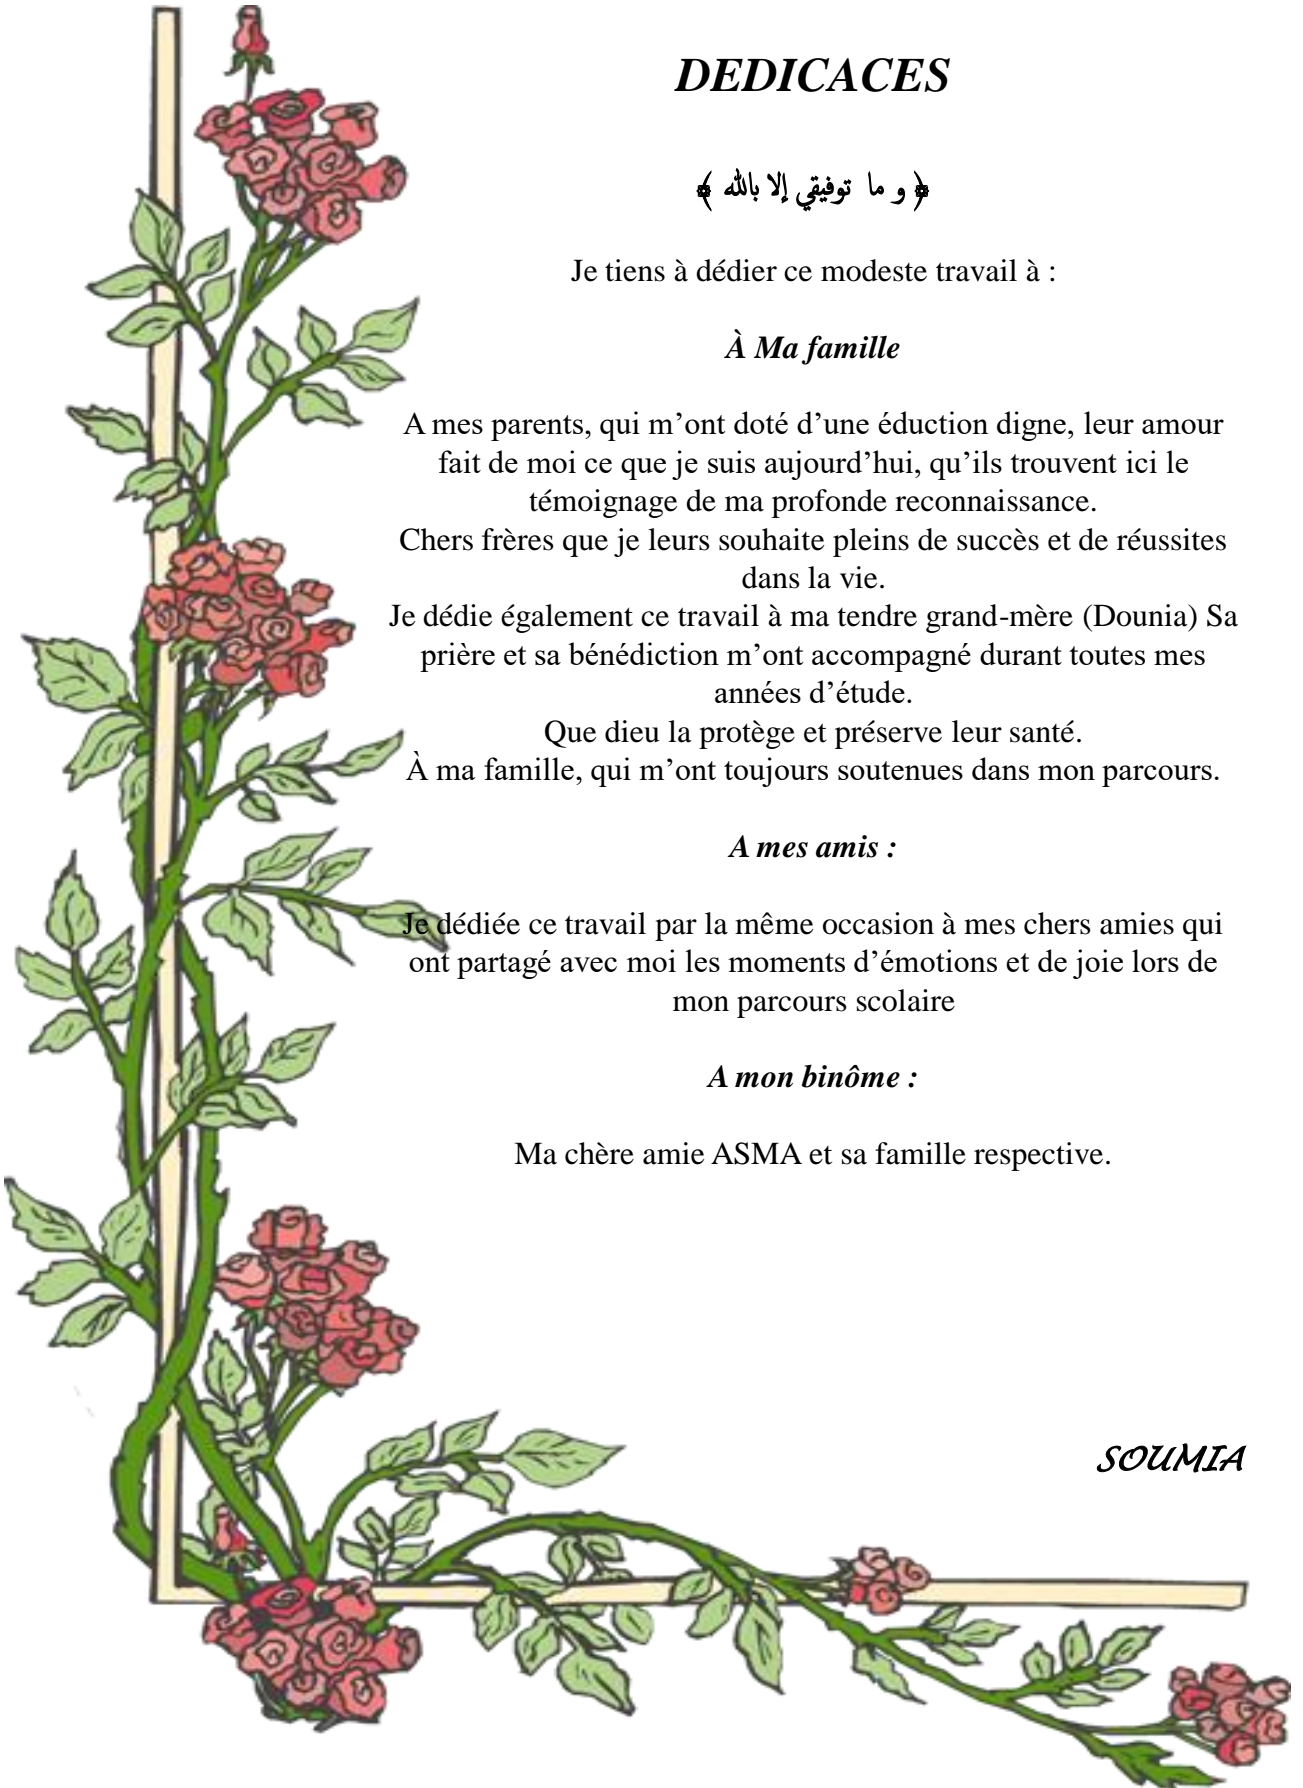 DEDICACES
﴿ و ما توفيقي إلا بالله ﴾
Je tiens à dédier ce modeste travail à :
À Ma famille
A mes parents, qui m’ont doté d’une éduction digne, leur amour
fait de moi ce que je suis aujourd’hui, qu’ils trouvent ici le
témoignage de ma profonde reconnaissance.
Chers frères que je leurs souhaite pleins de succès et de réussites
dans la vie.
Je dédie également ce travail à ma tendre grand-mère (Dounia) Sa
prière et sa bénédiction m’ont accompagné durant toutes mes
années d’étude.
Que dieu la protège et préserve leur santé.
À ma famille, qui m’ont toujours soutenues dans mon parcours.
A mes amis :
Je dédiée ce travail par la même occasion à mes chers amies qui
ont partagé avec moi les moments d’émotions et de joie lors de
mon parcours scolaire
A mon binôme :
Ma chère amie ASMA et sa famille respective.
SOUMIA